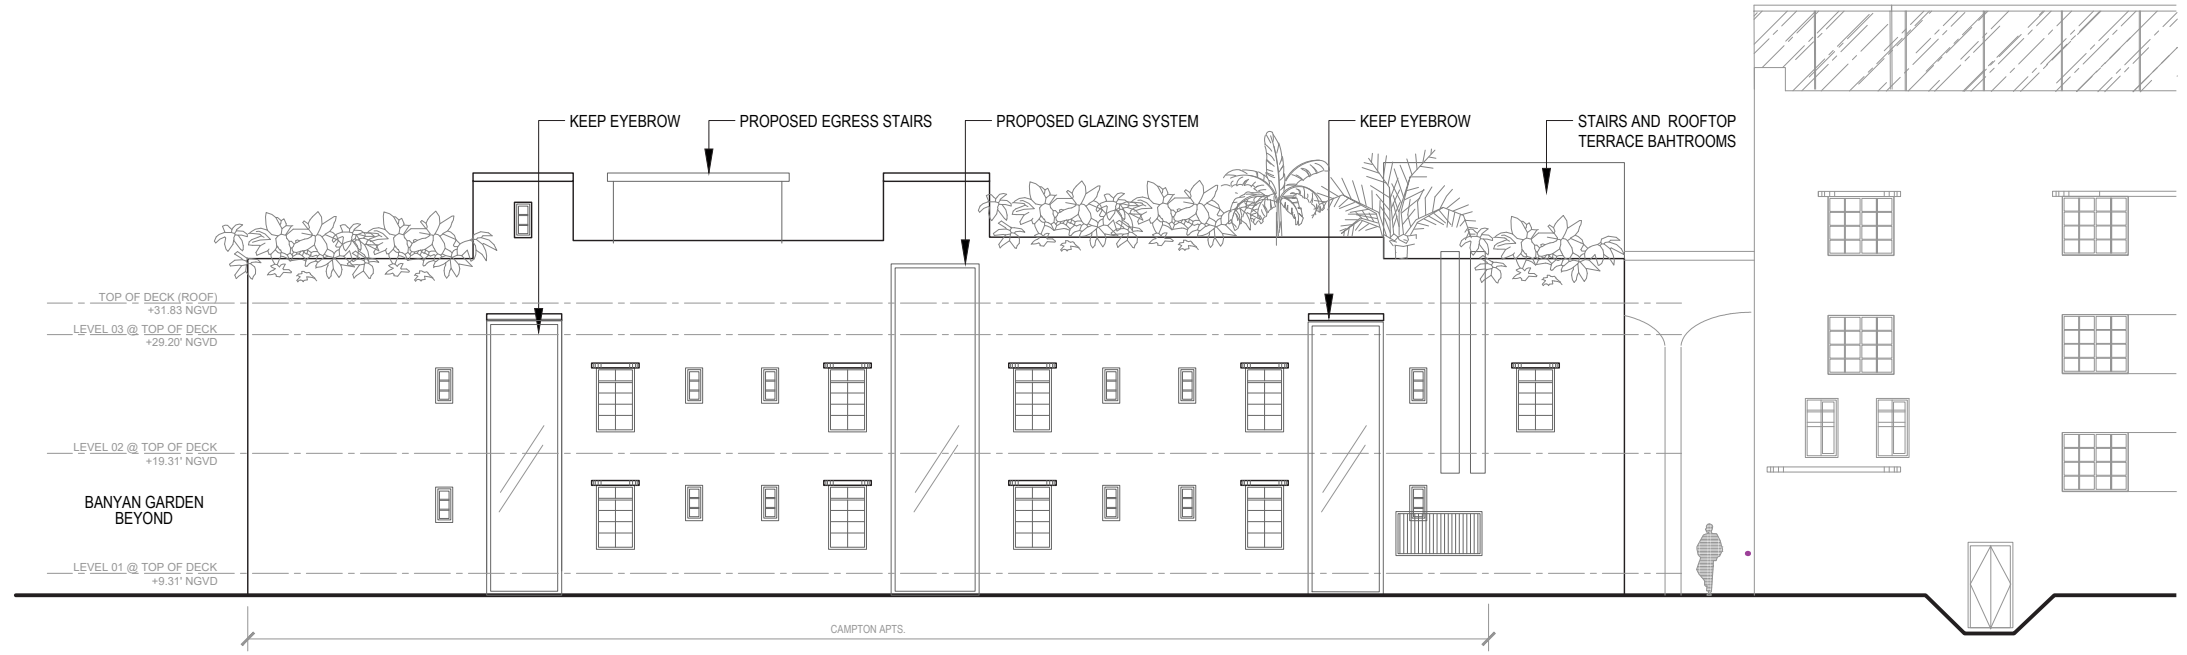 KEEP EYEBROW
PROPOSED EGRESS STAIRS
PROPOSED GLAZING SYSTEM
KEEP EYEBROW
STAIRS AND ROOFTOP
TERRACE BAHTROOMS
TOP OF DECK (ROOF)
+31.83 NGVD
LEVEL 03 @ TOP OF DECK
+29.20' NGVD
LEVEL 02 @ TOP OF DECK
+19.31' NGVD
BANYAN GARDEN
BEYOND
LEVEL 01 @ TOP OF DECK
+9.31' NGVD
CAMPTON APTS.